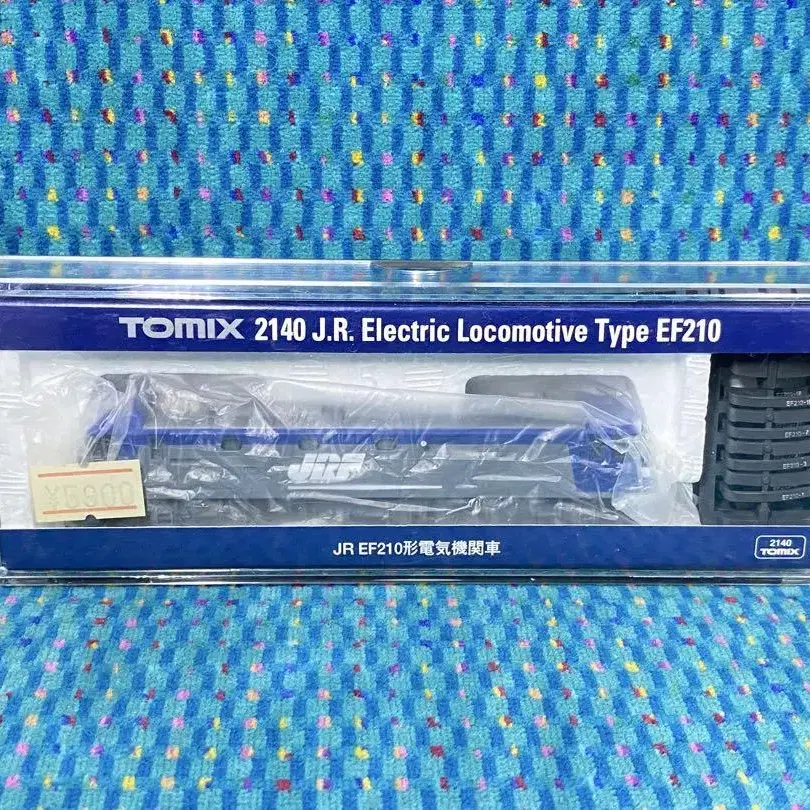 TOMIX 2140 J.R. Electric Locomotive Type EF210
JRF
¥5900
JR EF210形電気機関車
2140
TOMIX